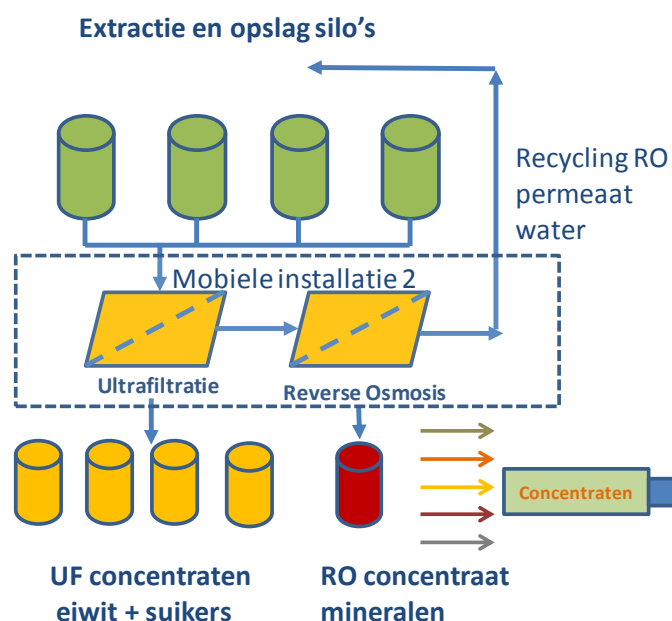 Extractie en opslag silo's
Recycling RO
permeaat
water
Mobiele installatie 2
Ultrafiltratie
Reverse Osmosis
Concentraten
UF concentraten
eiwit + suikers
RO concentraat
mineralen